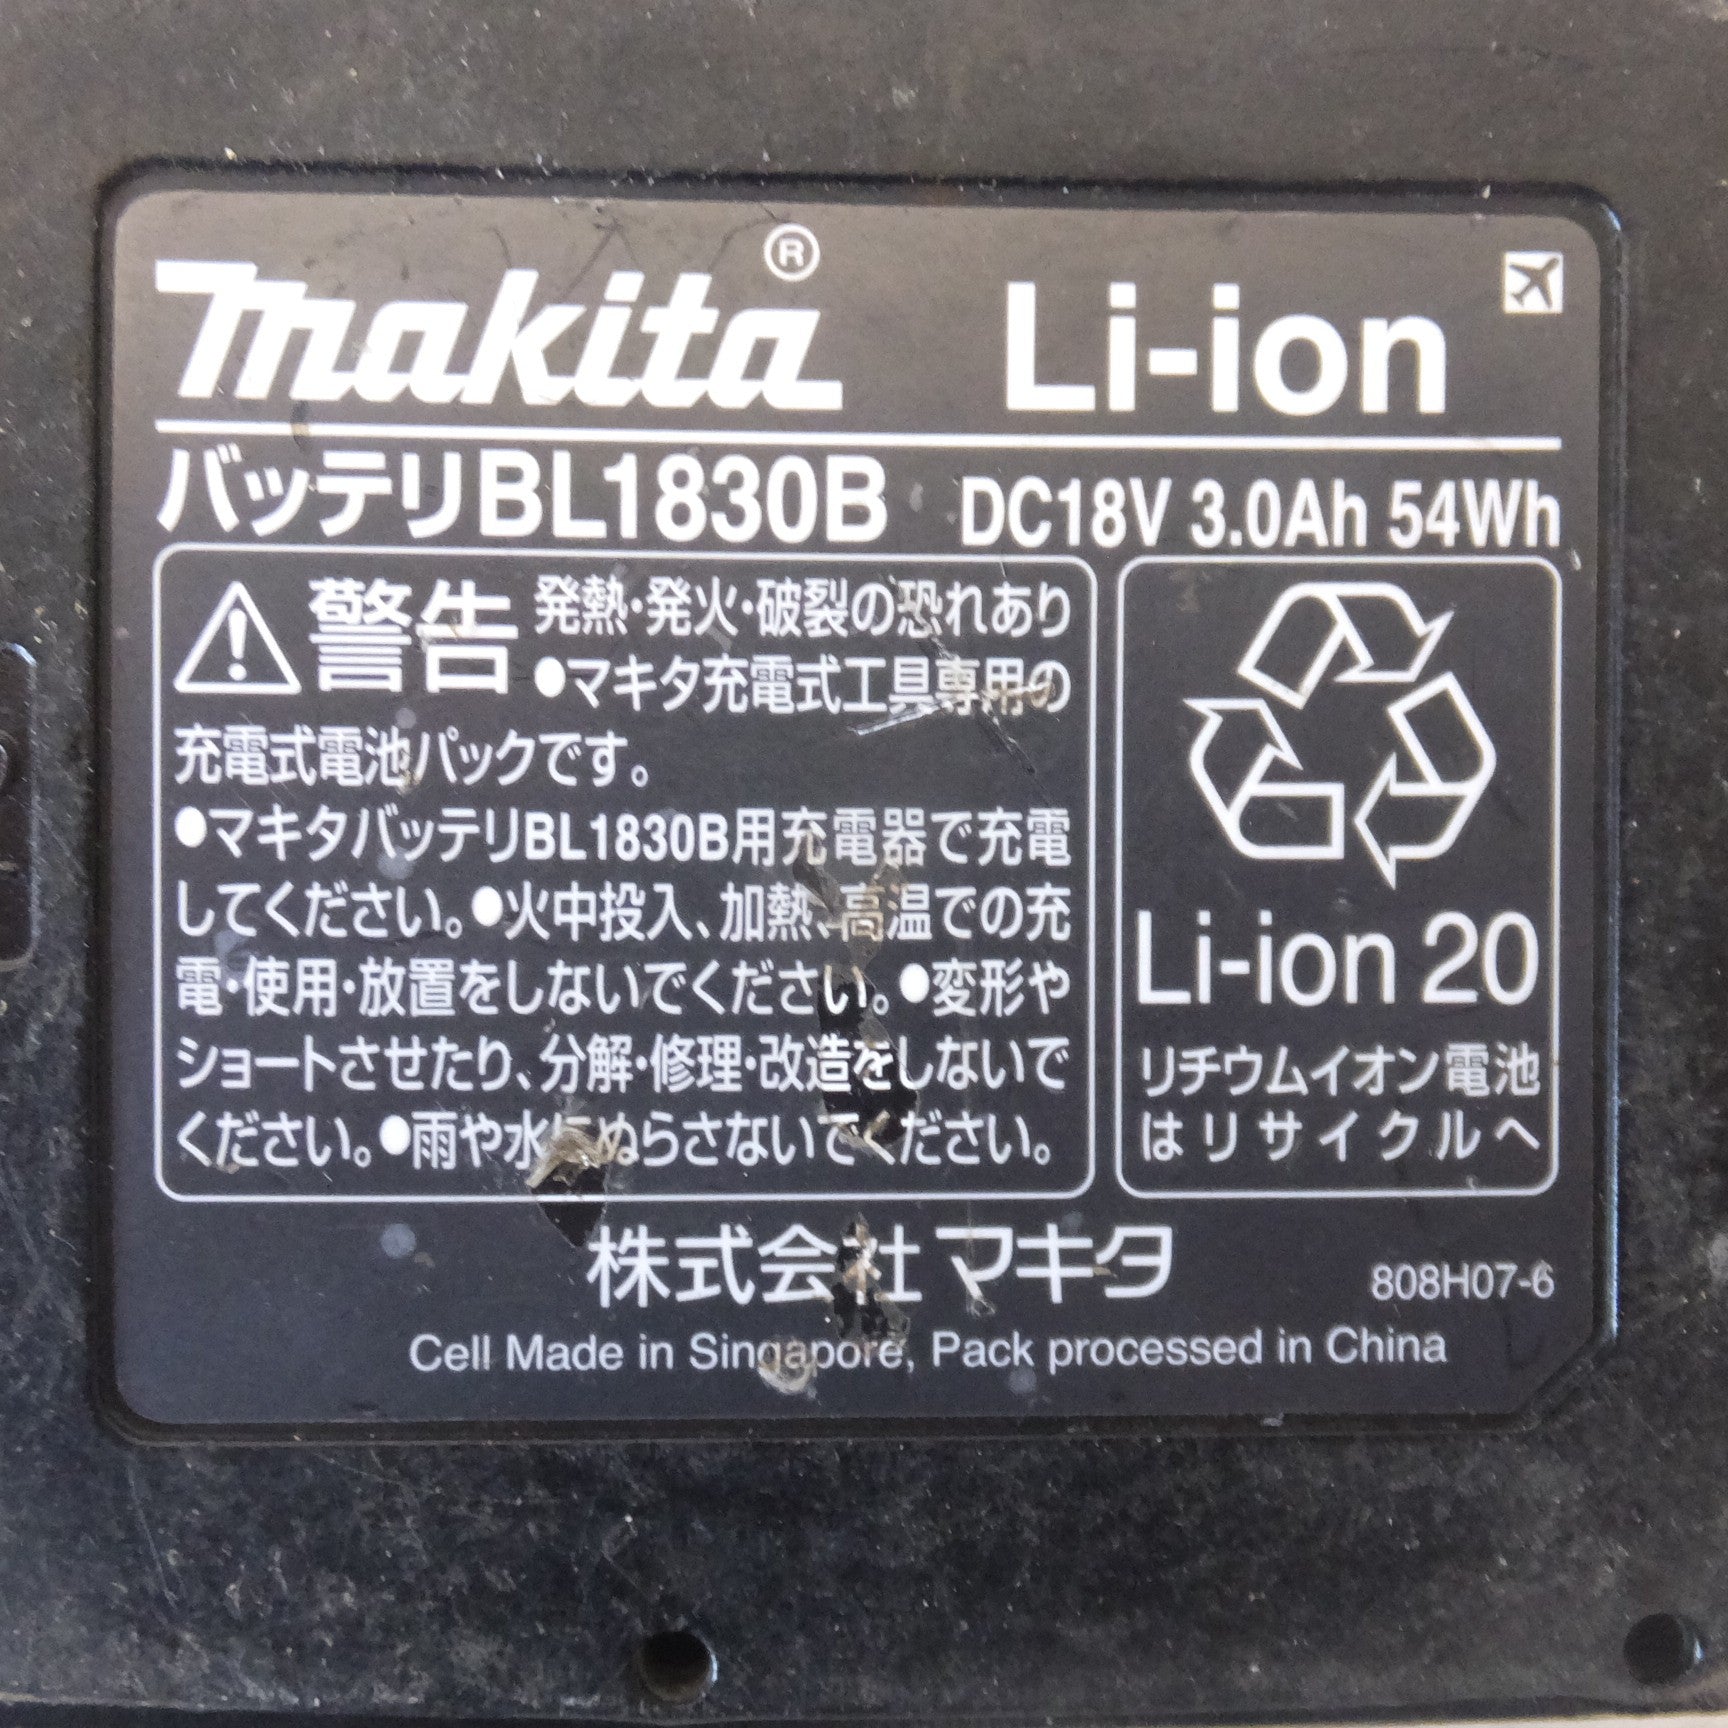 makita® Li-ion
バッテリBL1830B DC18V 3.0Ah 54Wh
警告 発熱・発火・破裂の恐れあり
●マキタ充電式工具専用の
充電式電池パックです。
●マキタバッテリBL1830B用充電器で充電
してください。●火中投入、加熱、高温での充
電・使用・放置をしないでください。●変形や
ショートさせたり、分解・修理・改造をしないで
ください。●雨や水にぬらさないでください。
Li-ion 20
リチウムイオン電池
はリサイクルへ
株式会社マキタ
808H07-6
Cell Made in Singapore, Pack processed in China